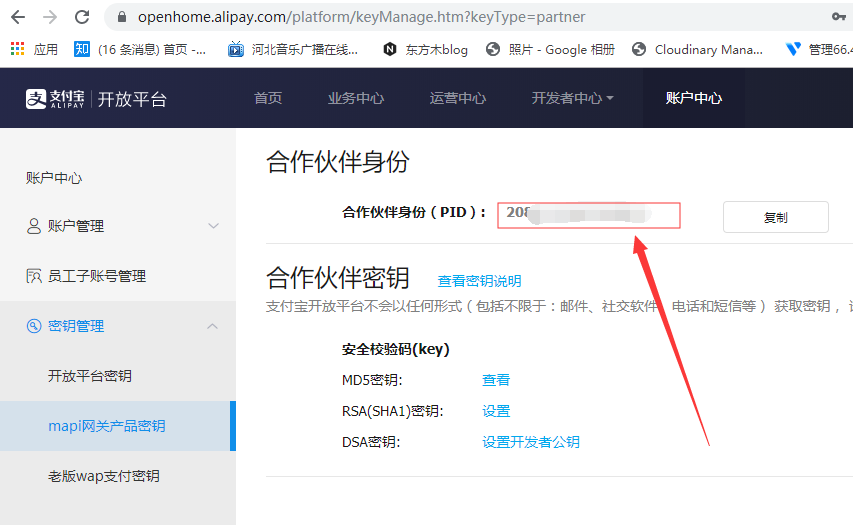 openhome.alipay.com/platform/keyManage.htm?keyType=partner
应用 知 (16 条消息) 首页 - ... 河北音乐广播在线... N 东方木blog 照片 - Google 相册 Cloudinary Mana... 管理66.4
支 支付宝 ALIPAY 开放平台 首页 业务中心 运营中心 开发者中心 账户中心
账户中心
账户管理
员工子账号管理
密钥管理
开放平台密钥
mapi网关产品密钥
老版wap支付密钥
合作伙伴身份
合作伙伴身份 ( PID ) : 208 复制
合作伙伴密钥 查看密钥说明
支付宝开放平台不会以任何形式 ( 包括不限于 : 邮件、社交软件、电话和短信等 ) 获取密钥 ,
安全校验码(key)
MD5密钥: 查看
RSA(SHA1)密钥: 设置
DSA密钥: 设置开发者公钥